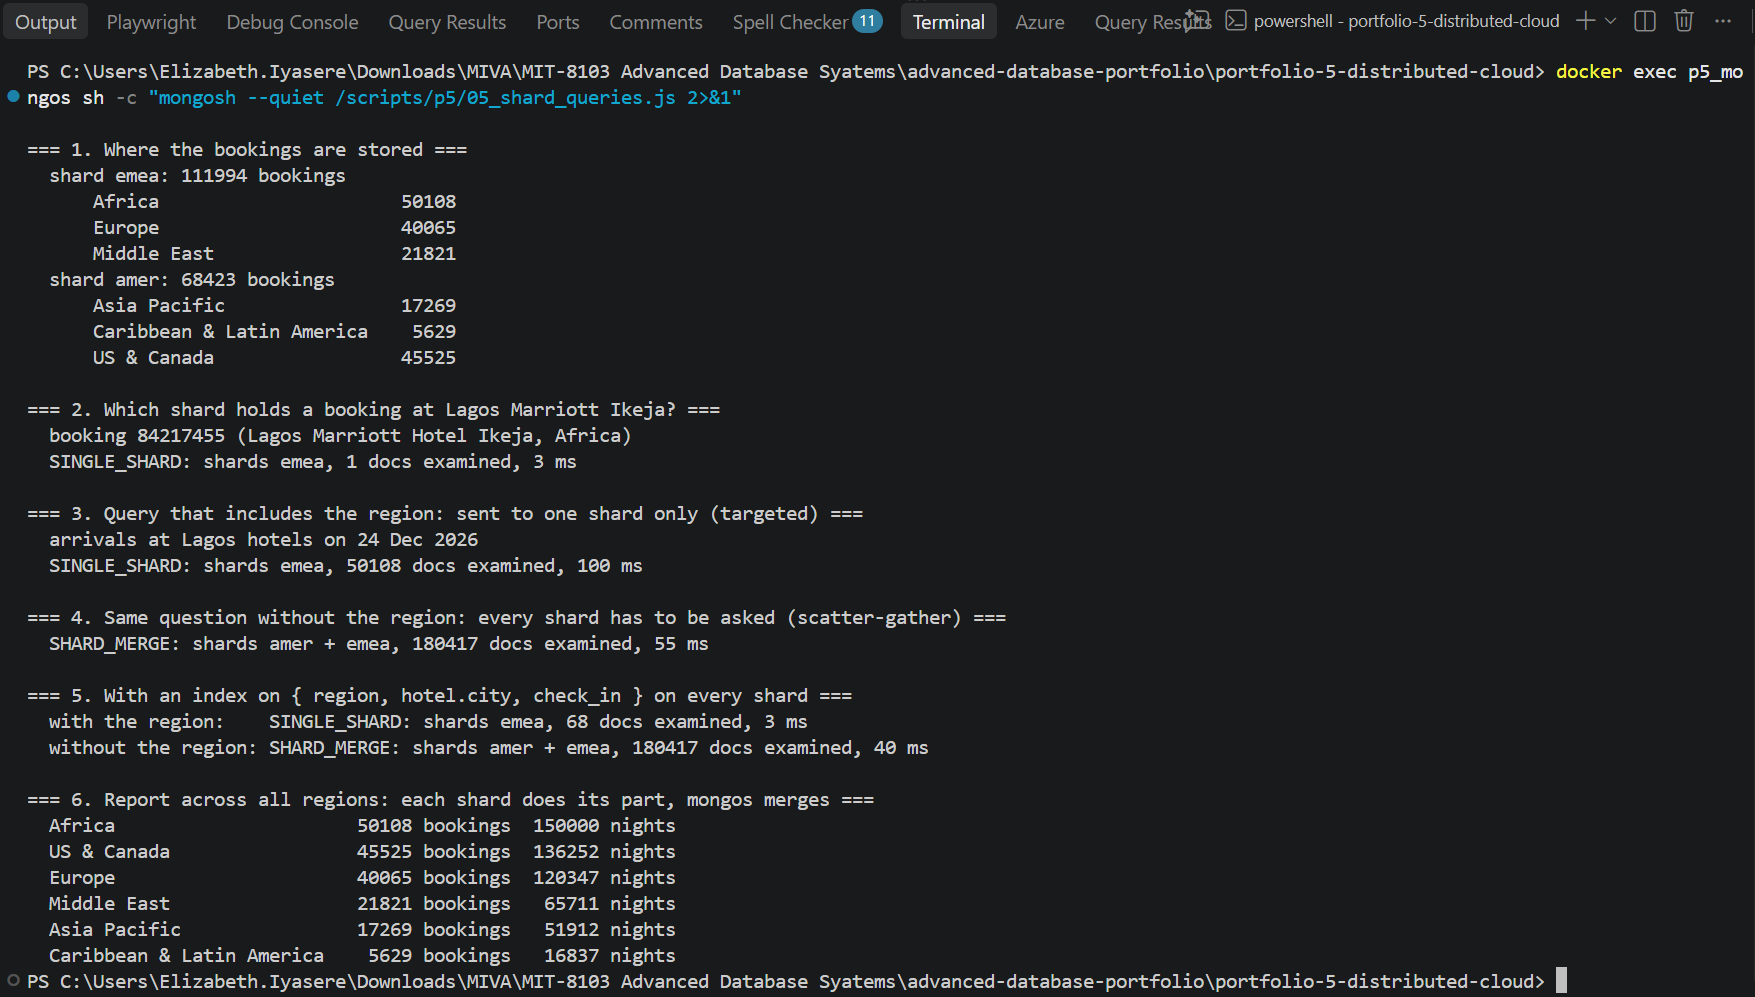 Output Playwright Debug Console Query Results Ports Comments Spell Checker 11 Terminal Azure Query Results powershell - portfolio-5-distributed-cloud
PS C:\Users\Elizabeth.Iyasere\Downloads\MIVA\MIT-8103 Advanced Database Syatems\advanced-database-portfolio\portfolio-5-distributed-cloud> docker exec p5_mo
ngos sh -c "mongosh --quiet /scripts/p5/05_shard_queries.js 2>&1"
=== 1. Where the bookings are stored ===
shard emea: 111994 bookings
Africa 50108
Europe 40065
Middle East 21821
shard amer: 68423 bookings
Asia Pacific 17269
Caribbean & Latin America 5629
US & Canada 45525
=== 2. Which shard holds a booking at Lagos Marriott Ikeja? ===
booking 84217455 (Lagos Marriott Hotel Ikeja, Africa)
SINGLE_SHARD: shards emea, 1 docs examined, 3 ms
=== 3. Query that includes the region: sent to one shard only (targeted) ===
arrivals at Lagos hotels on 24 Dec 2026
SINGLE_SHARD: shards emea, 50108 docs examined, 100 ms
=== 4. Same question without the region: every shard has to be asked (scatter-gather) ===
SHARD_MERGE: shards amer + emea, 180417 docs examined, 55 ms
=== 5. With an index on { region, hotel.city, check_in } on every shard ===
with the region: SINGLE_SHARD: shards emea, 68 docs examined, 3 ms
without the region: SHARD_MERGE: shards amer + emea, 180417 docs examined, 40 ms
=== 6. Report across all regions: each shard does its part, mongos merges ===
Africa 50108 bookings 150000 nights
US & Canada 45525 bookings 136252 nights
Europe 40065 bookings 120347 nights
Middle East 21821 bookings 65711 nights
Asia Pacific 17269 bookings 51912 nights
Caribbean & Latin America 5629 bookings 16837 nights
PS C:\Users\Elizabeth.Iyasere\Downloads\MIVA\MIT-8103 Advanced Database Syatems\advanced-database-portfolio\portfolio-5-distributed-cloud>